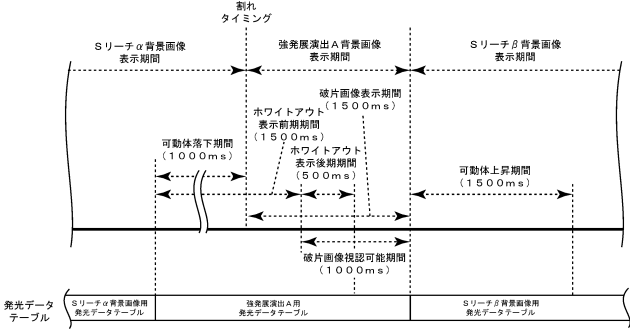 割れ
タイミング
Sリーチα背景画像
表示期間
強発展演出A背景画像
表示期間
Sリーチβ背景画像
表示期間
破片画像表示期間
(1500ms)
ホワイトアウト
表示前期期間
(1500ms)
可動体落下期間
(1000ms)
ホワイトアウト
表示後期期間
(500ms)
可動体上昇期間
(1500ms)
破片画像視認可能期間
(1000ms)
発光データ
テーブル
Sリーチα背景画像用
発光データテーブル
強発展演出A用
発光データテーブル
Sリーチβ背景画像用
発光データテーブル